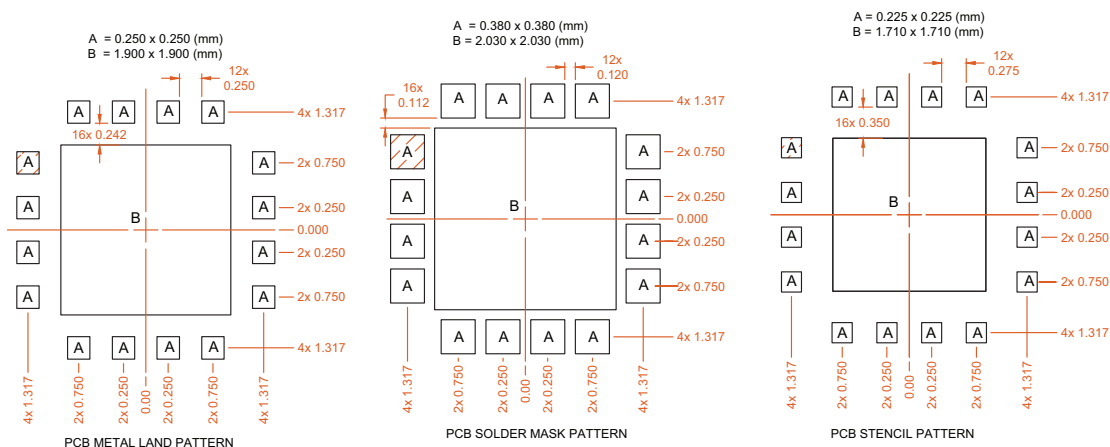 A = 0.250 x 0.250 (mm)
B = 1.900 x 1.900 (mm)
12x
0.250
A
A
A
A
4x 1.317
16x 0.242
A
A
2x 0.750
A
A
2x 0.250
B
0.000
A
A
2x 0.250
A
A
2x 0.750
A
A
A
A
4x 1.317
4x 1.317
2x 0.750
2x 0.250
0.00
2x 0.250
2x 0.750
4x 1.317
PCB METAL LAND PATTERN
A = 0.380 x 0.380 (mm)
B = 2.030 x 2.030 (mm)
12x
0.120
16x
0.112
A
A
A
A
4x 1.317
A
A
2x 0.750
A
A
2x 0.250
B
0.000
A
A
2x 0.250
A
A
2x 0.750
A
A
A
A
4x 1.317
4x 1.317
2x 0.750
2x 0.250
0.00
2x 0.250
2x 0.750
4x 1.317
PCB SOLDER MASK PATTERN
A = 0.225 x 0.225 (mm)
B = 1.710 x 1.710 (mm)
12x
0.275
A
A
A
A
4x 1.317
16x 0.350
A
A
2x 0.750
A
A
2x 0.250
B
0.000
A
A
2x 0.250
A
A
2x 0.750
A
A
A
A
4x 1.317
4x 1.317
2x 0.750
2x 0.250
0.00
2x 0.250
2x 0.750
4x 1.317
PCB STENCIL PATTERN